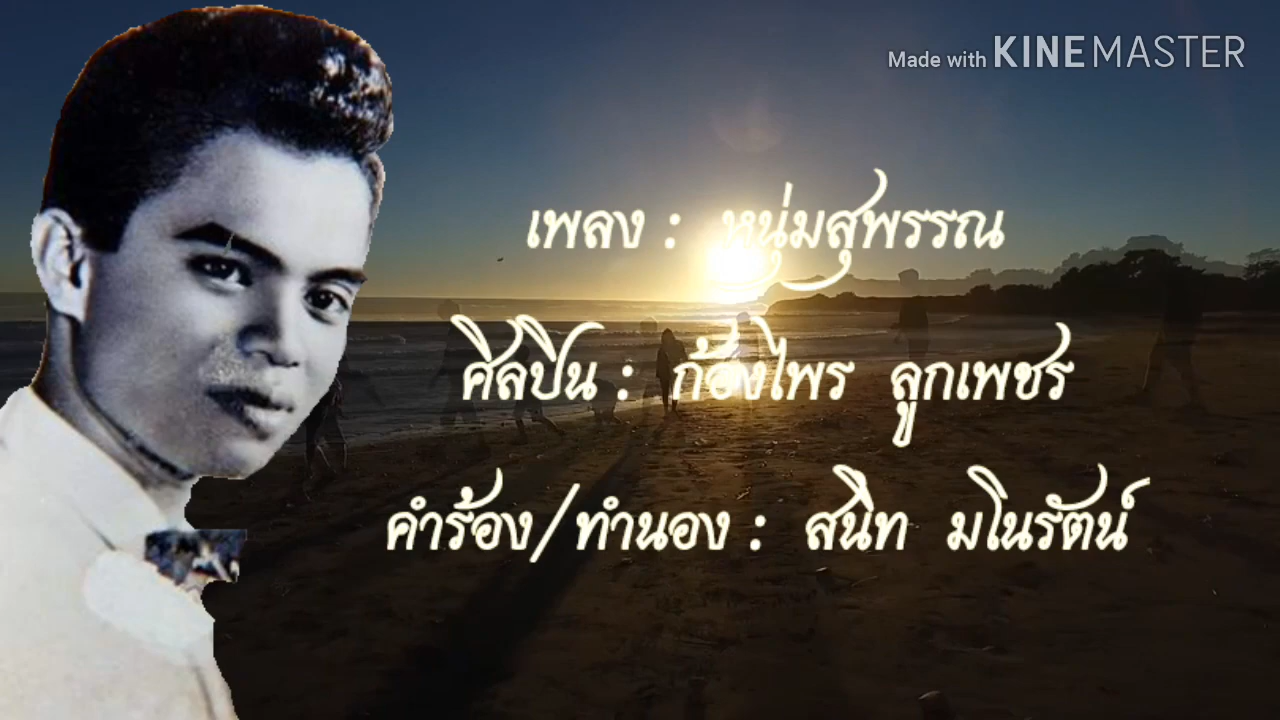 Made with KINEMASTER
เพลง : หนุ่มสุพรรณ
ศิลปิน : ก้องไพร ลูกเพชร
คำร้อง/ทำนอง : สนิท มโนรัตน์